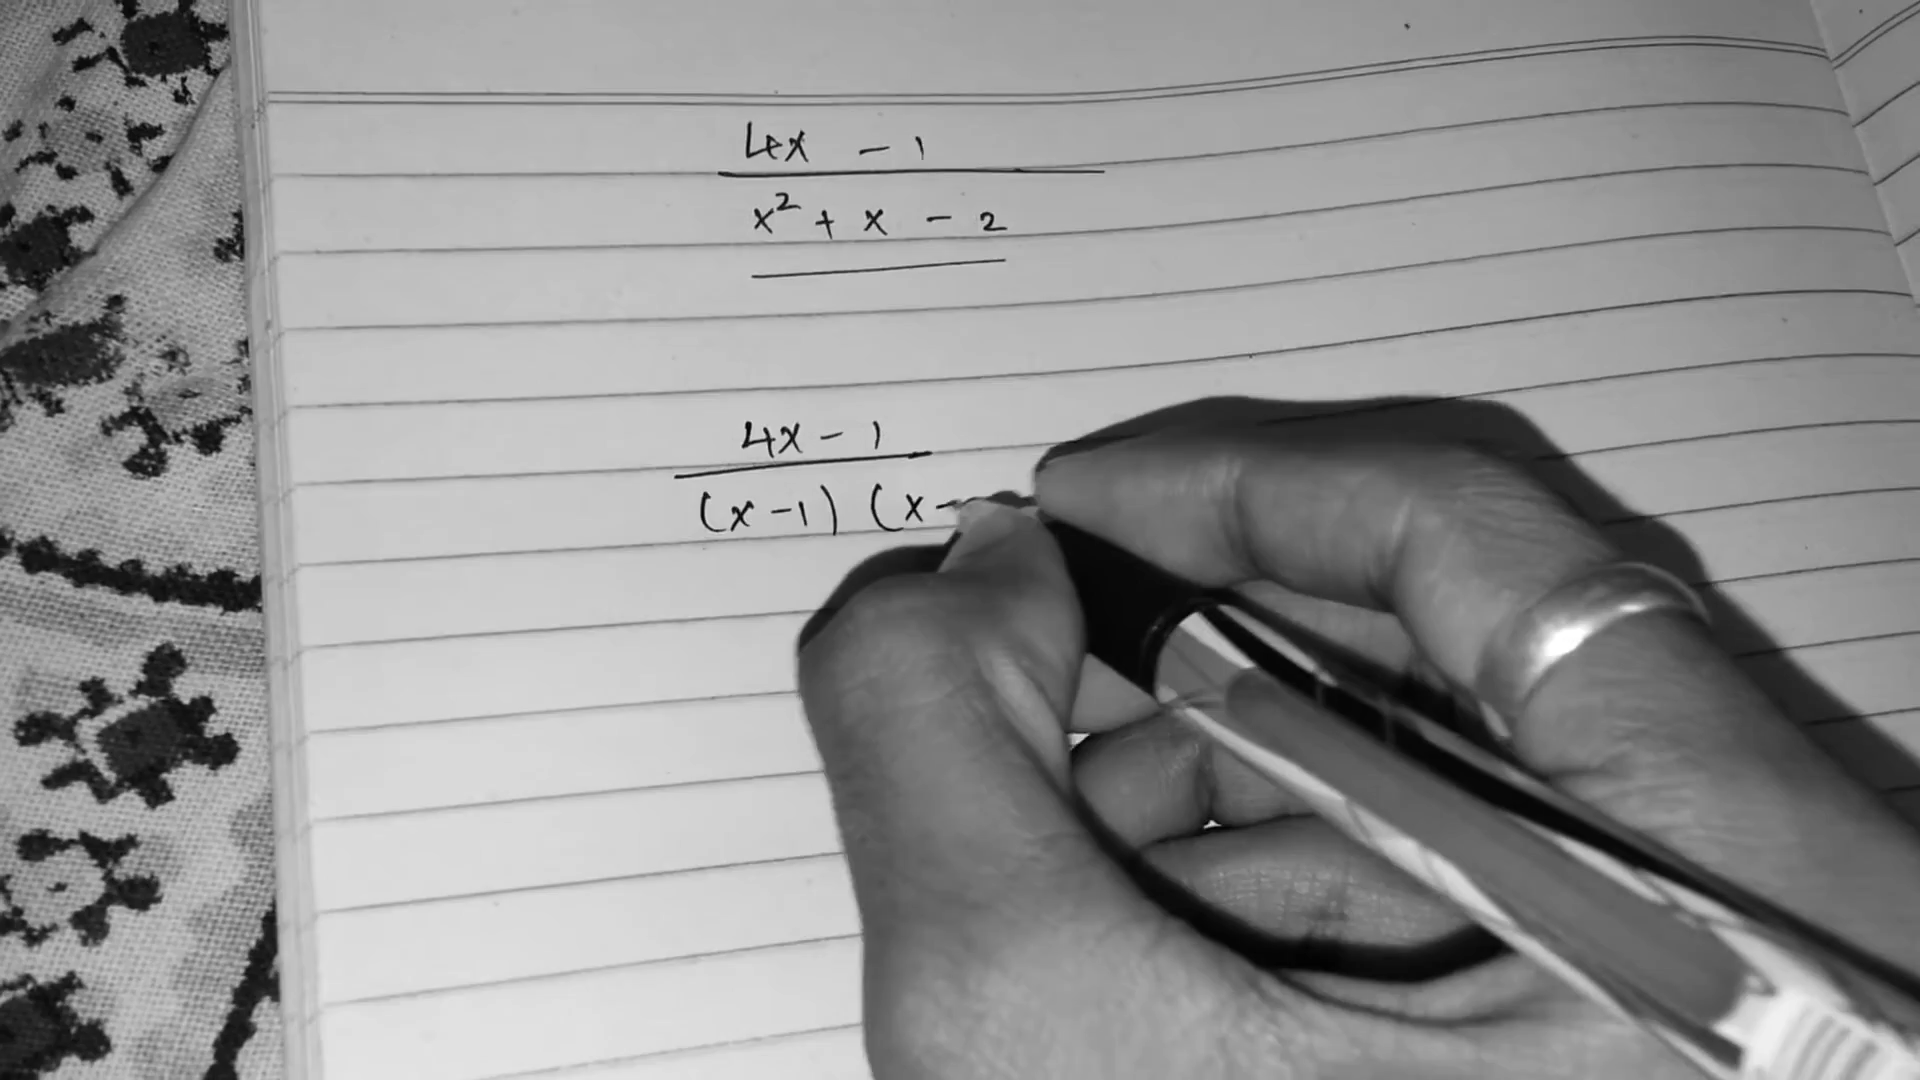 4x - 1
x² + x - 2
4x - 1
(x - 1) (x